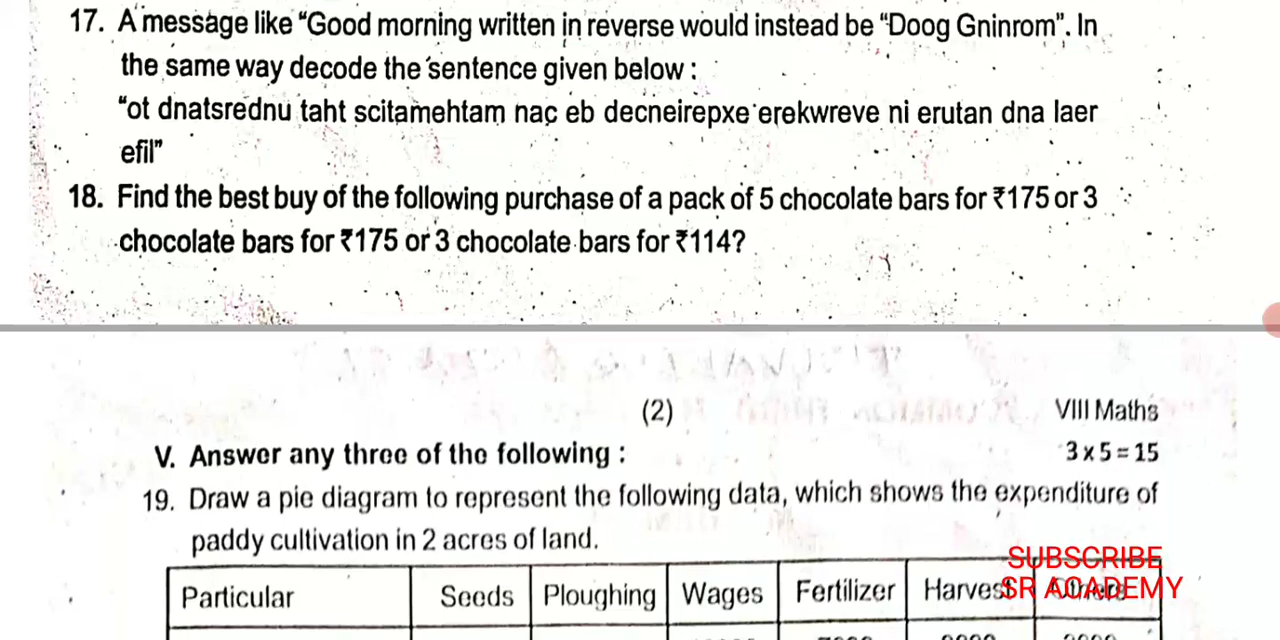 17. A message like “Good morning written in reverse would instead be “Doog Gninrom”. In
the same way decode the sentence given below :
“ot dnatsrednu taht scitamehtam nac eb decneirepxe erekwreve ni erutan dna laer
efil”
18. Find the best buy of the following purchase of a pack of 5 chocolate bars for ₹175 or 3
chocolate bars for ₹175 or 3 chocolate bars for ₹114?
(2) VIII Maths
V. Answer any three of the following : 3 x 5 = 15
19. Draw a pie diagram to represent the following data, which shows the expenditure of
paddy cultivation in 2 acres of land.
SUBSCRIBE
SR ACADEMY
Particular Seeds Ploughing Wages Fertilizer Harvest